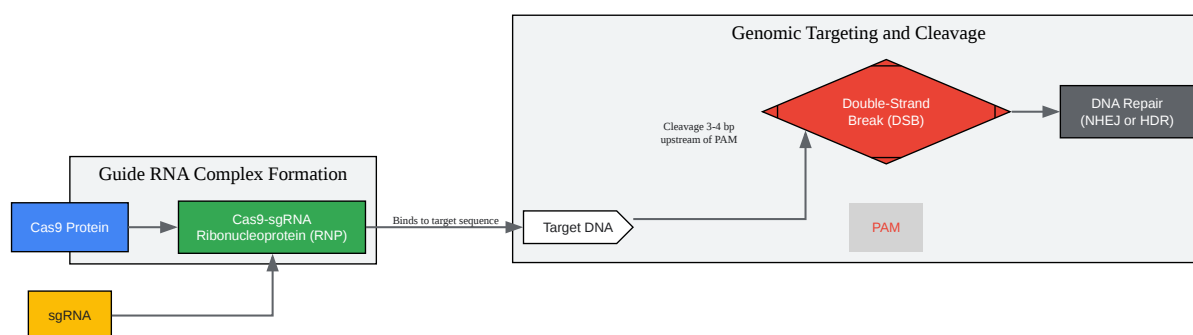 Genomic Targeting and Cleavage
Double-Strand
Break (DSB)
DNA Repair
(NHEJ or HDR)
Cleavage 3-4 bp
upstream of PAM
Guide RNA Complex Formation
Cas9 Protein
Cas9-sgRNA
Ribonucleoprotein (RNP)
Binds to target sequence
Target DNA
PAM
sgRNA